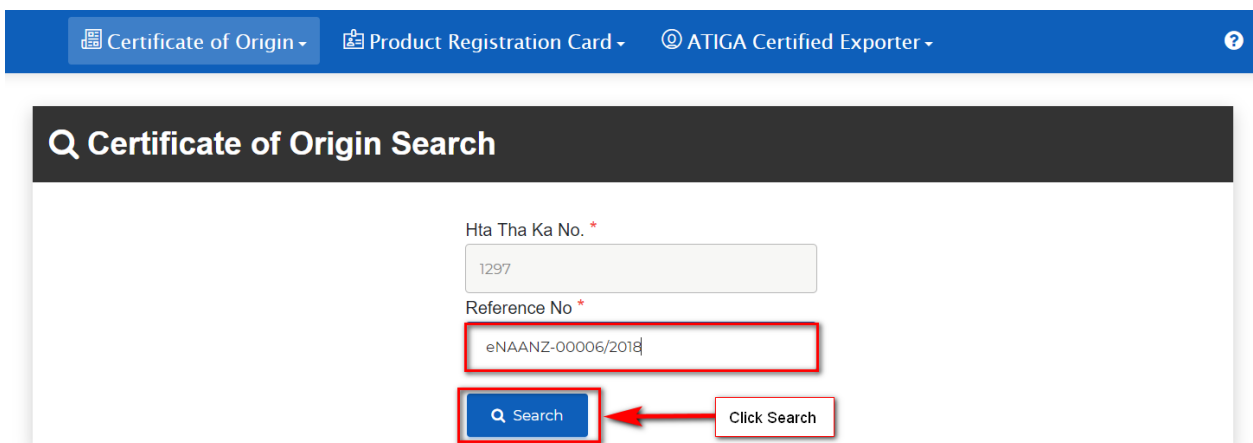 Certificate of Origin Product Registration Card ATIGA Certified Exporter
Certificate of Origin Search
Hta Tha Ka No. *
1297
Reference No *
eNAANZ-00006/2018
Search Click Search